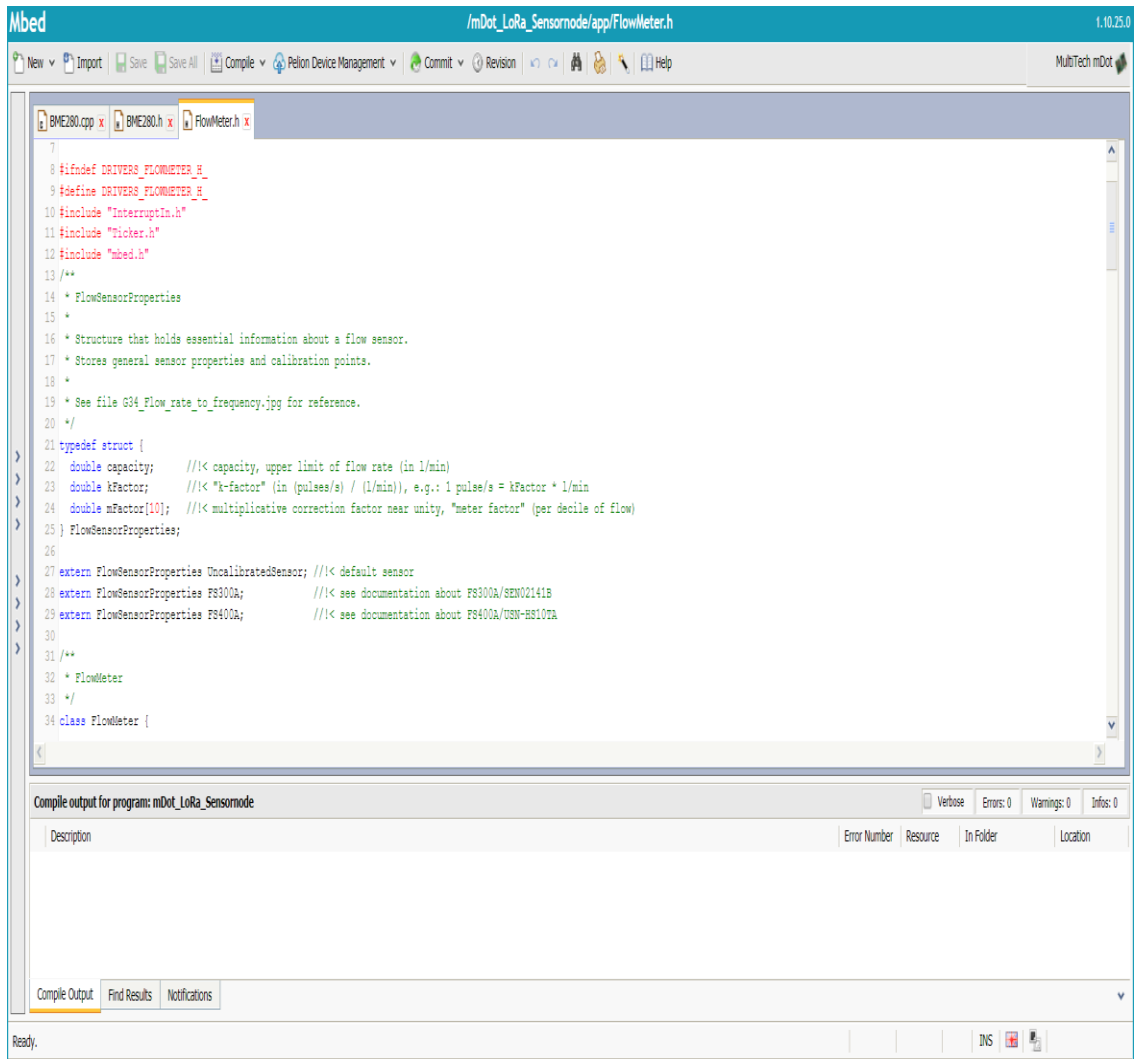 Mbed /mDot_LoRa_Sensornode/app/FlowMeter.h 1.10.25.0
New Import Save Save All Compile Pelion Device Management Commit Revision Help MultiTech mDot
BME280.cpp x BME280.h x FlowMeter.h x
7
8 #ifndef DRIVERS_FLOWMETER_H_
9 #define DRIVERS_FLOWMETER_H_
10 #include "InterruptIn.h"
11 #include "Ticker.h"
12 #include "mbed.h"
13 /**
14  * FlowSensorProperties
15  *
16  * Structure that holds essential information about a flow sensor.
17  * Stores general sensor properties and calibration points.
18  *
19  * See file G34_Flow_rate_to_frequency.jpg for reference.
20  */
21 typedef struct {
22   double capacity;      //!< capacity, upper limit of flow rate (in l/min)
23   double kFactor;       //!< "k-factor" (in (pulses/s) / (l/min)), e.g.: 1 pulse/s = kFactor * l/min
24   double mFactor[10];   //!< multiplicative correction factor near unity, "meter factor" (per decile of flow)
25 } FlowSensorProperties;
26
27 extern FlowSensorProperties UncalibratedSensor; //!< default sensor
28 extern FlowSensorProperties FS300A;             //!< see documentation about FS300A/SEN02141B
29 extern FlowSensorProperties FS400A;             //!< see documentation about FS400A/USN-HS10TA
30
31 /**
32  * FlowMeter
33  */
34 class FlowMeter {
Compile output for program: mDot_LoRa_Sensornode Verbose Errors: 0 Warnings: 0 Infos: 0
Description Error Number Resource In Folder Location
Compile Output Find Results Notifications
Ready. INS